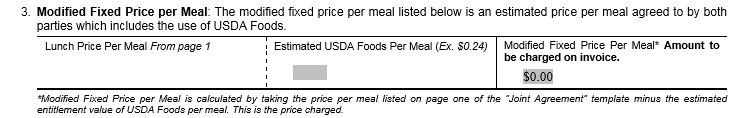 3. Modified Fixed Price per Meal: The modified fixed price per meal listed below is an estimated price per meal agreed to by both
parties which includes the use of USDA Foods.
Lunch Price Per Meal From page 1
Estimated USDA Foods Per Meal (Ex. $0.24)
Modified Fixed Price Per Meal* Amount to
be charged on invoice.
$0.00
*Modified Fixed Price per Meal is calculated by taking the price per meal listed on page one of the "Joint Agreement" template minus the estimated
entitlement value of USDA Foods per meal. This is the price charged.